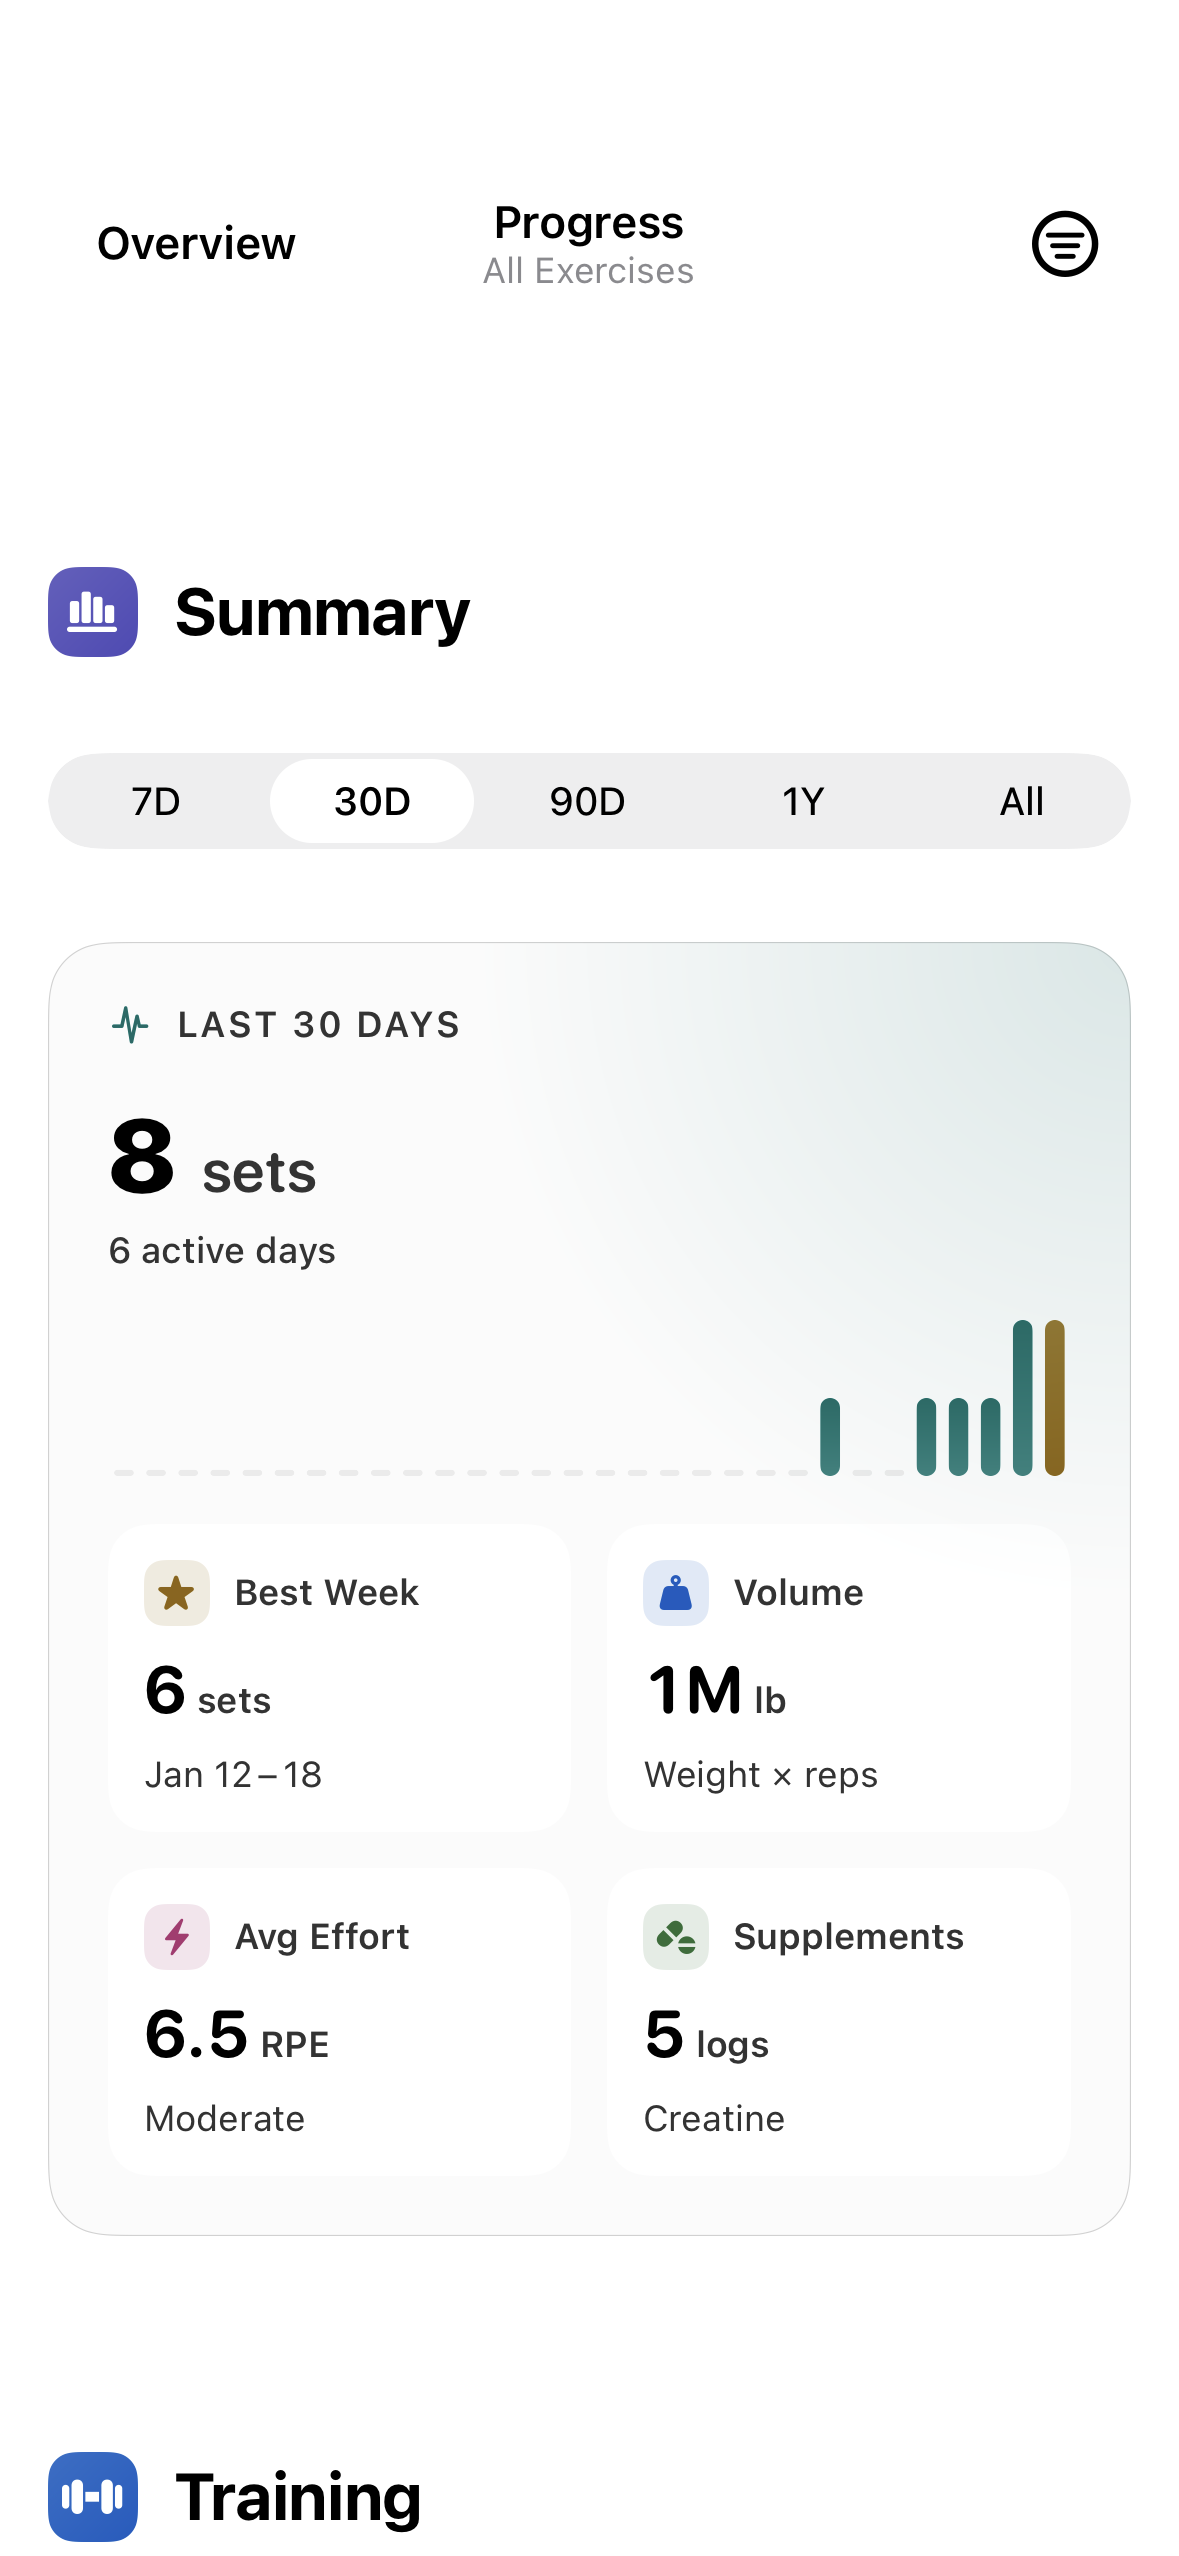 Overview
Progress
All Exercises
Summary
7D 30D 90D 1Y All
LAST 30 DAYS
8 sets
6 active days
Best Week
6 sets
Jan 12–18
Volume
1M lb
Weight × reps
Avg Effort
6.5 RPE
Moderate
Supplements
5 logs
Creatine
Training